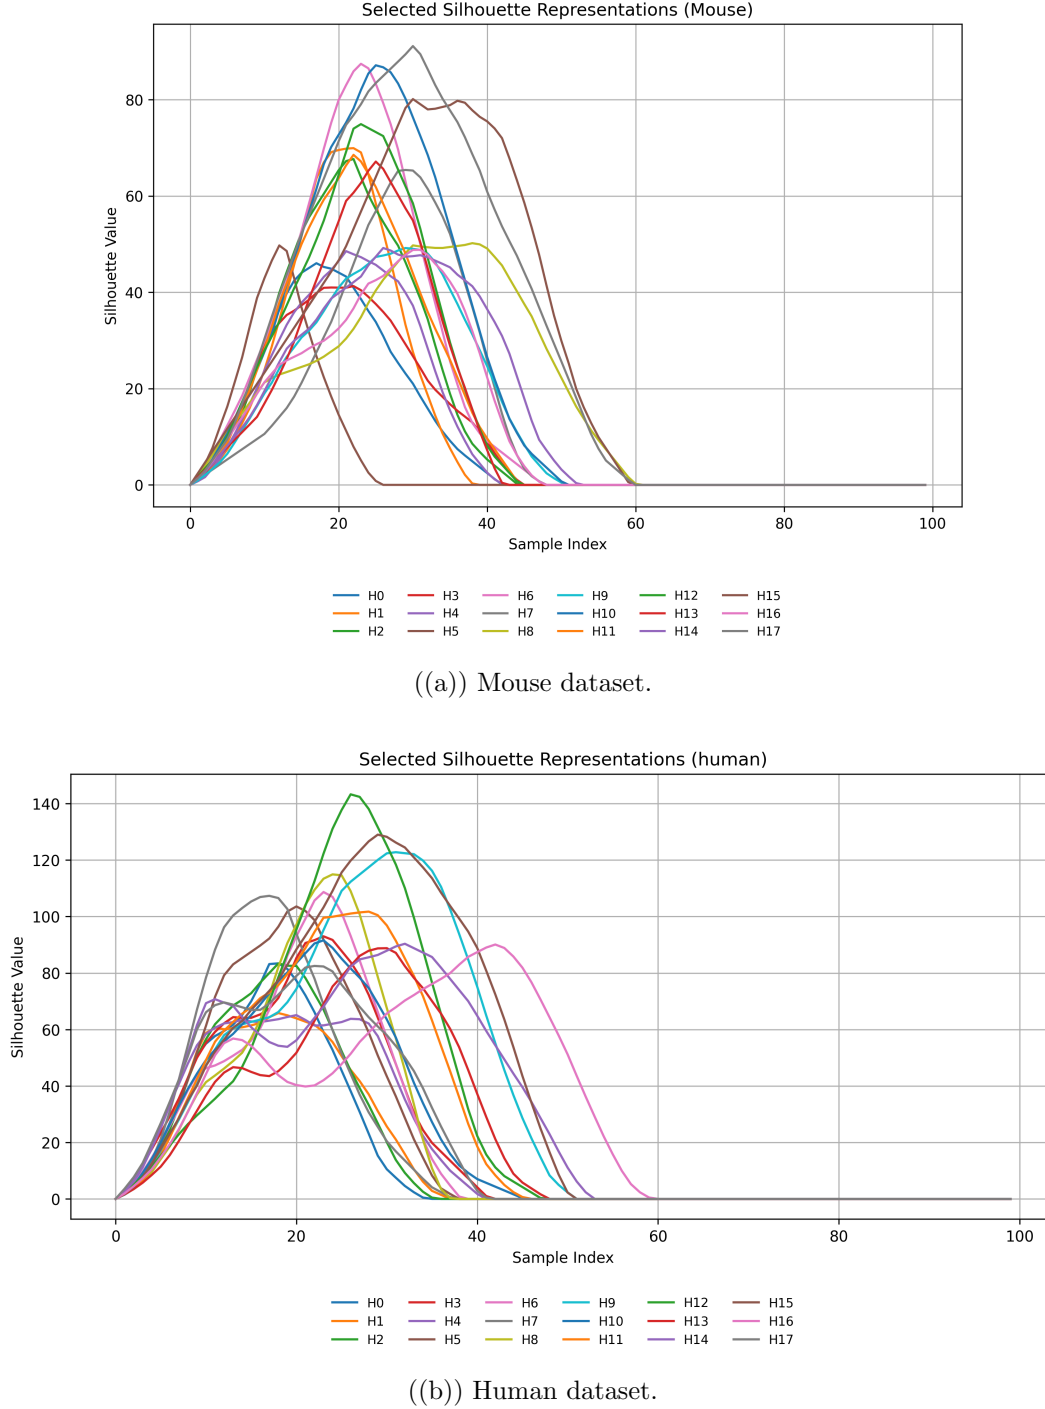 Selected Silhouette Representations (Mouse)
80
60
40
20
0
Silhouette Value
0 20 40 60 80 100
Sample Index
H0 H3 H6 H9 H12 H15
H1 H4 H7 H10 H13 H16
H2 H5 H8 H11 H14 H17
((a)) Mouse dataset.
Selected Silhouette Representations (human)
140
120
100
80
60
40
20
0
Silhouette Value
0 20 40 60 80 100
Sample Index
H0 H3 H6 H9 H12 H15
H1 H4 H7 H10 H13 H16
H2 H5 H8 H11 H14 H17
((b)) Human dataset.